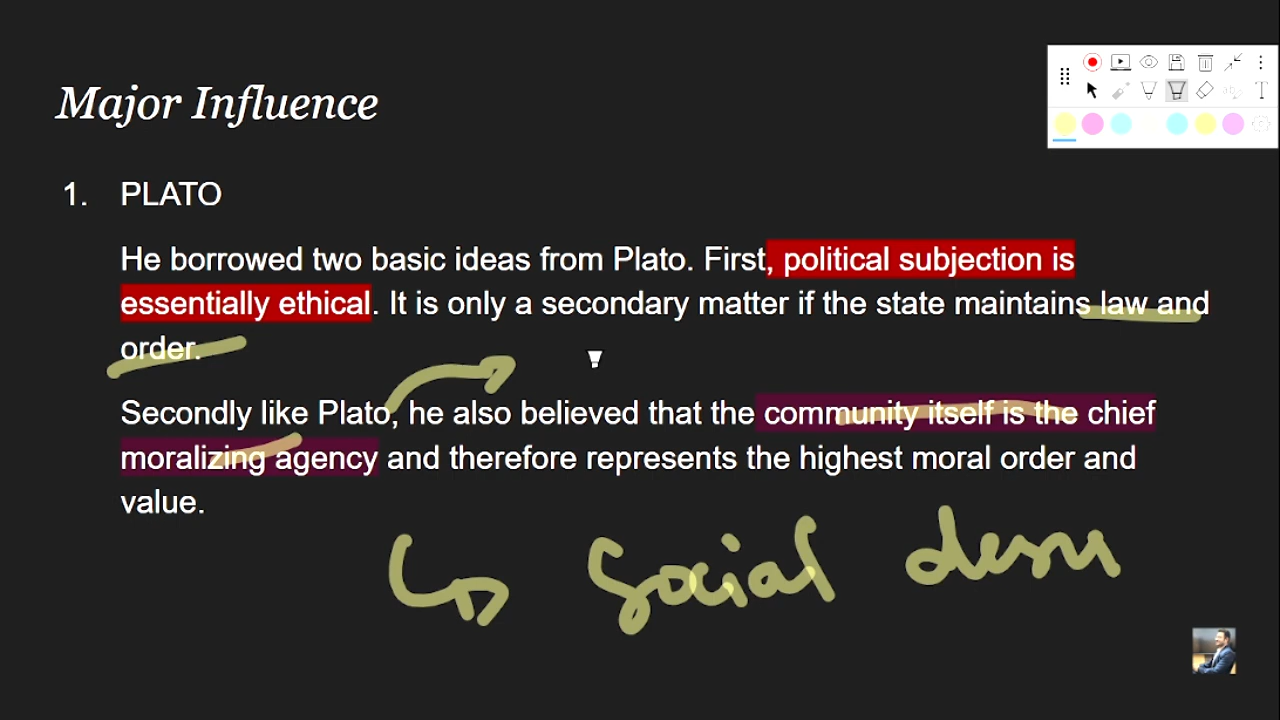 Major Influence
1. PLATO
He borrowed two basic ideas from Plato. First, political subjection is
essentially ethical. It is only a secondary matter if the state maintains law and
order.
Secondly like Plato, he also believed that the community itself is the chief
moralizing agency and therefore represents the highest moral order and
value.
Social